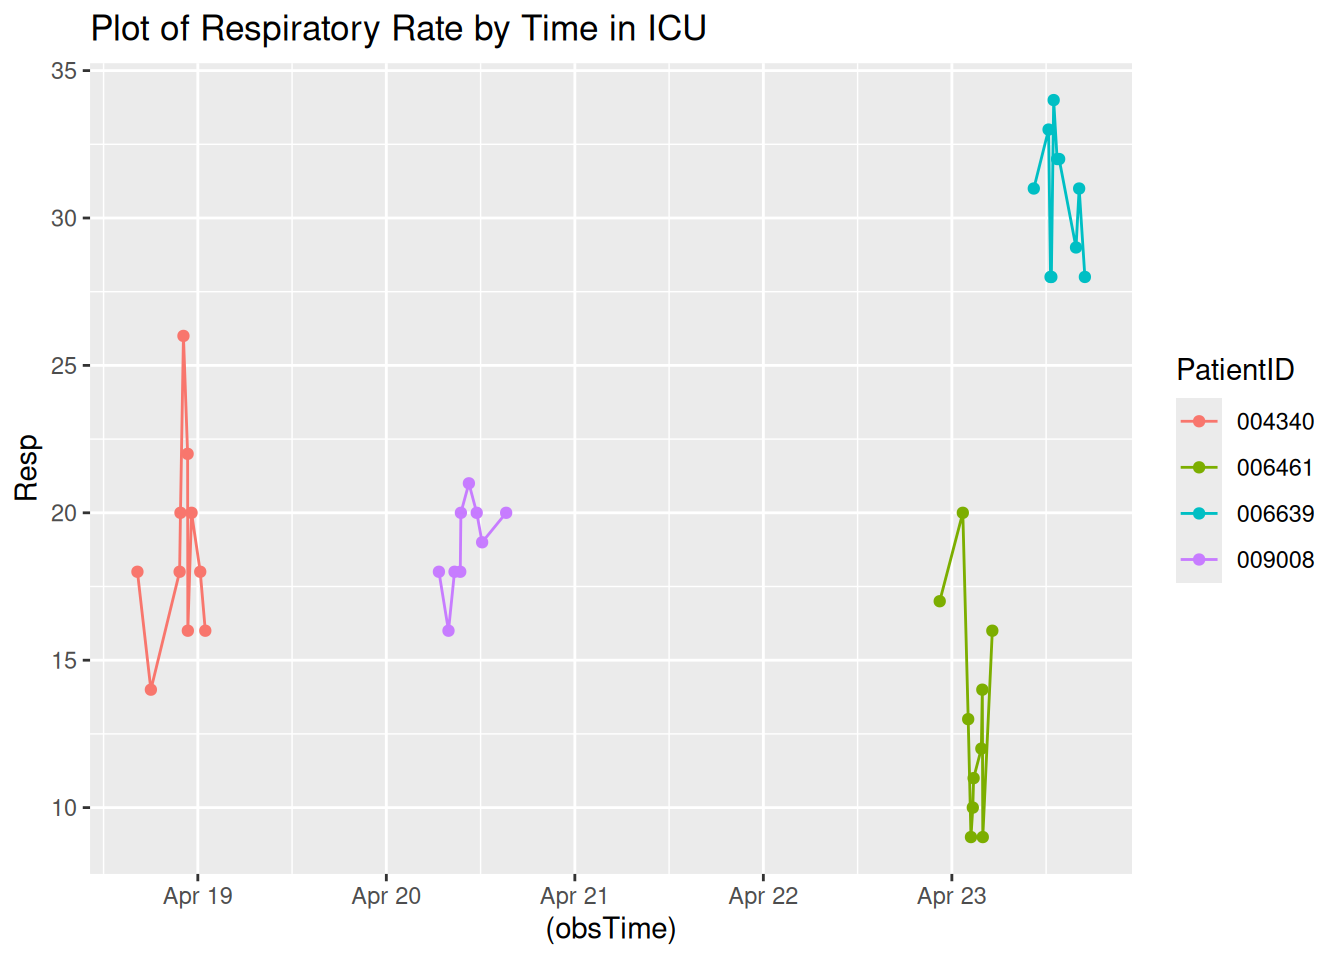 Plot of Respiratory Rate by Time in ICU
35
30
25
20
15
10
Resp
Apr 19
Apr 20
Apr 21
Apr 22
Apr 23
(obsTime)
PatientID
004340
006461
006639
009008